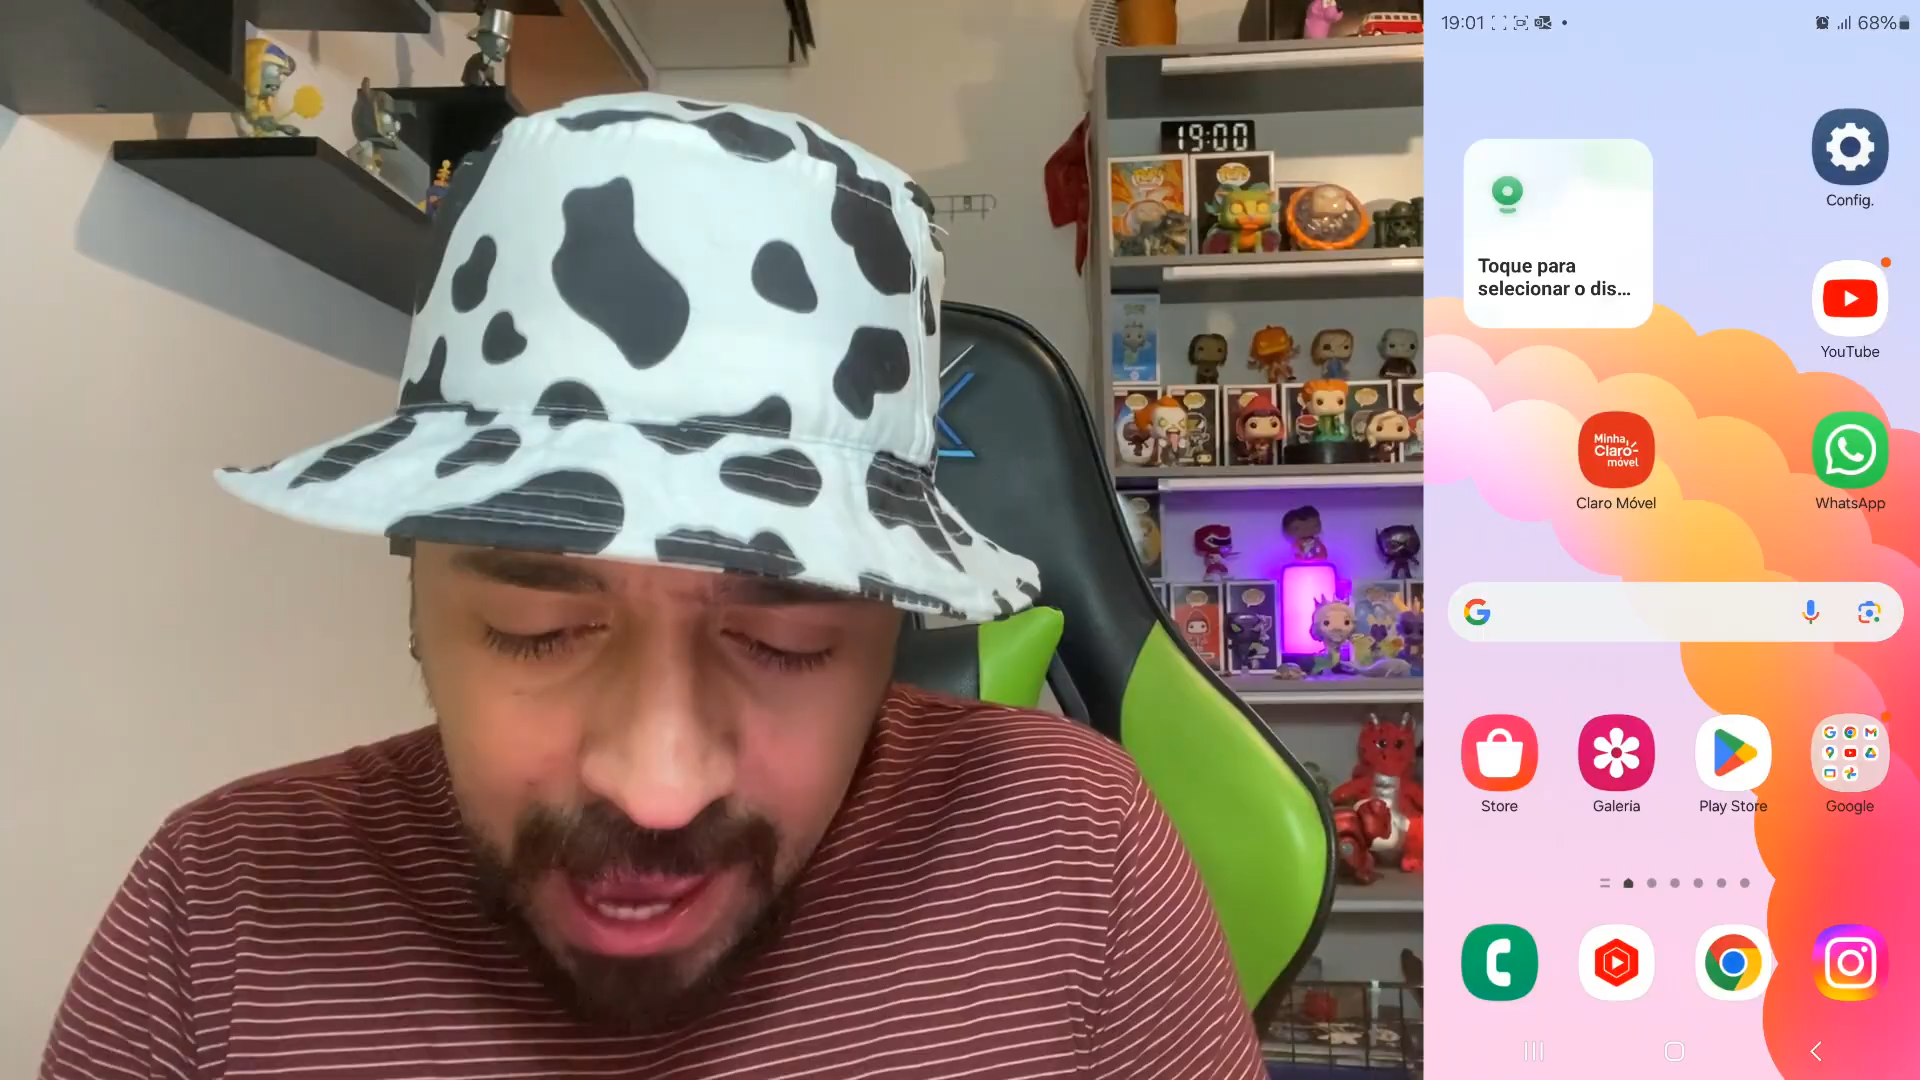 19:00
19:01
68%
Toque para
selecionar o dis...
Config.
YouTube
Minha
Claro-
móvel
Claro Móvel
WhatsApp
Store
Galeria
Play Store
Google